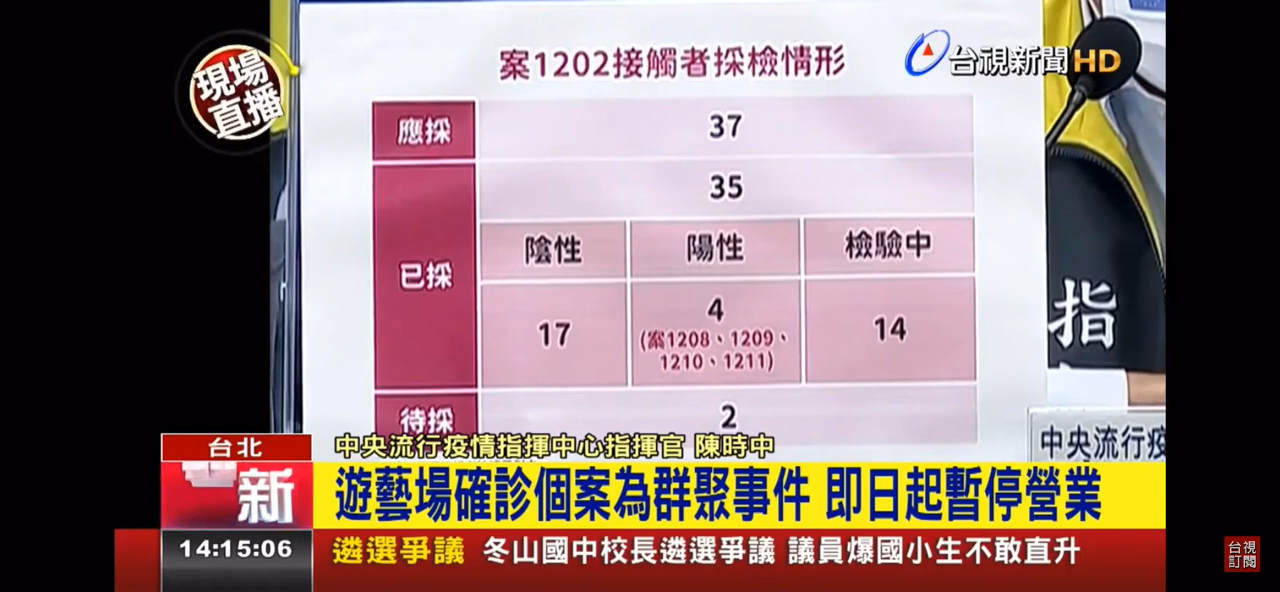 案1202接觸者採檢情形
台視新聞HD
現場
直播
應採
37
已採
35
陰性
陽性
檢驗中
17
4
(案1208、1209、
1210、1211)
14
待採
2
指
中央流行疫
台北
中央流行疫情指揮中心指揮官 陳時中
新
遊藝場確診個案為群聚事件 即日起暫停營業
14:15:06
遴選爭議 冬山國中校長遴選爭議 議員爆國小生不敢直升
台視
訂閱